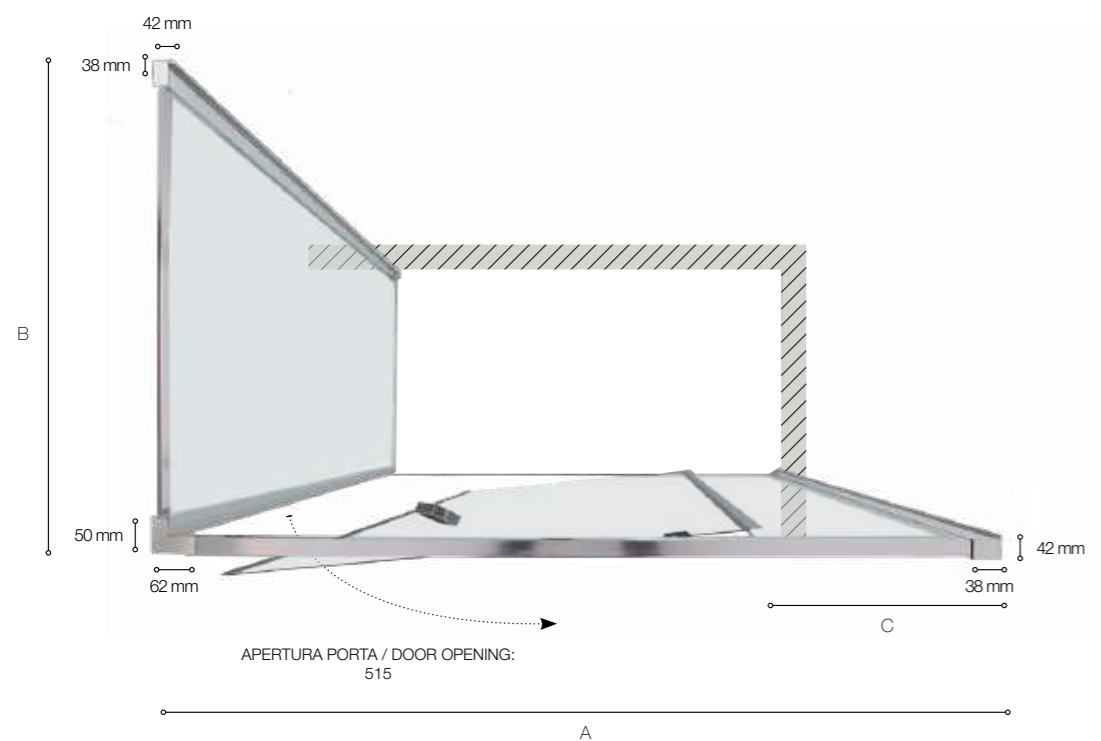 42 mm
38 mm
B
50 mm
62 mm
42 mm
38 mm
C
APERTURA PORTA / DOOR OPENING:
515
A